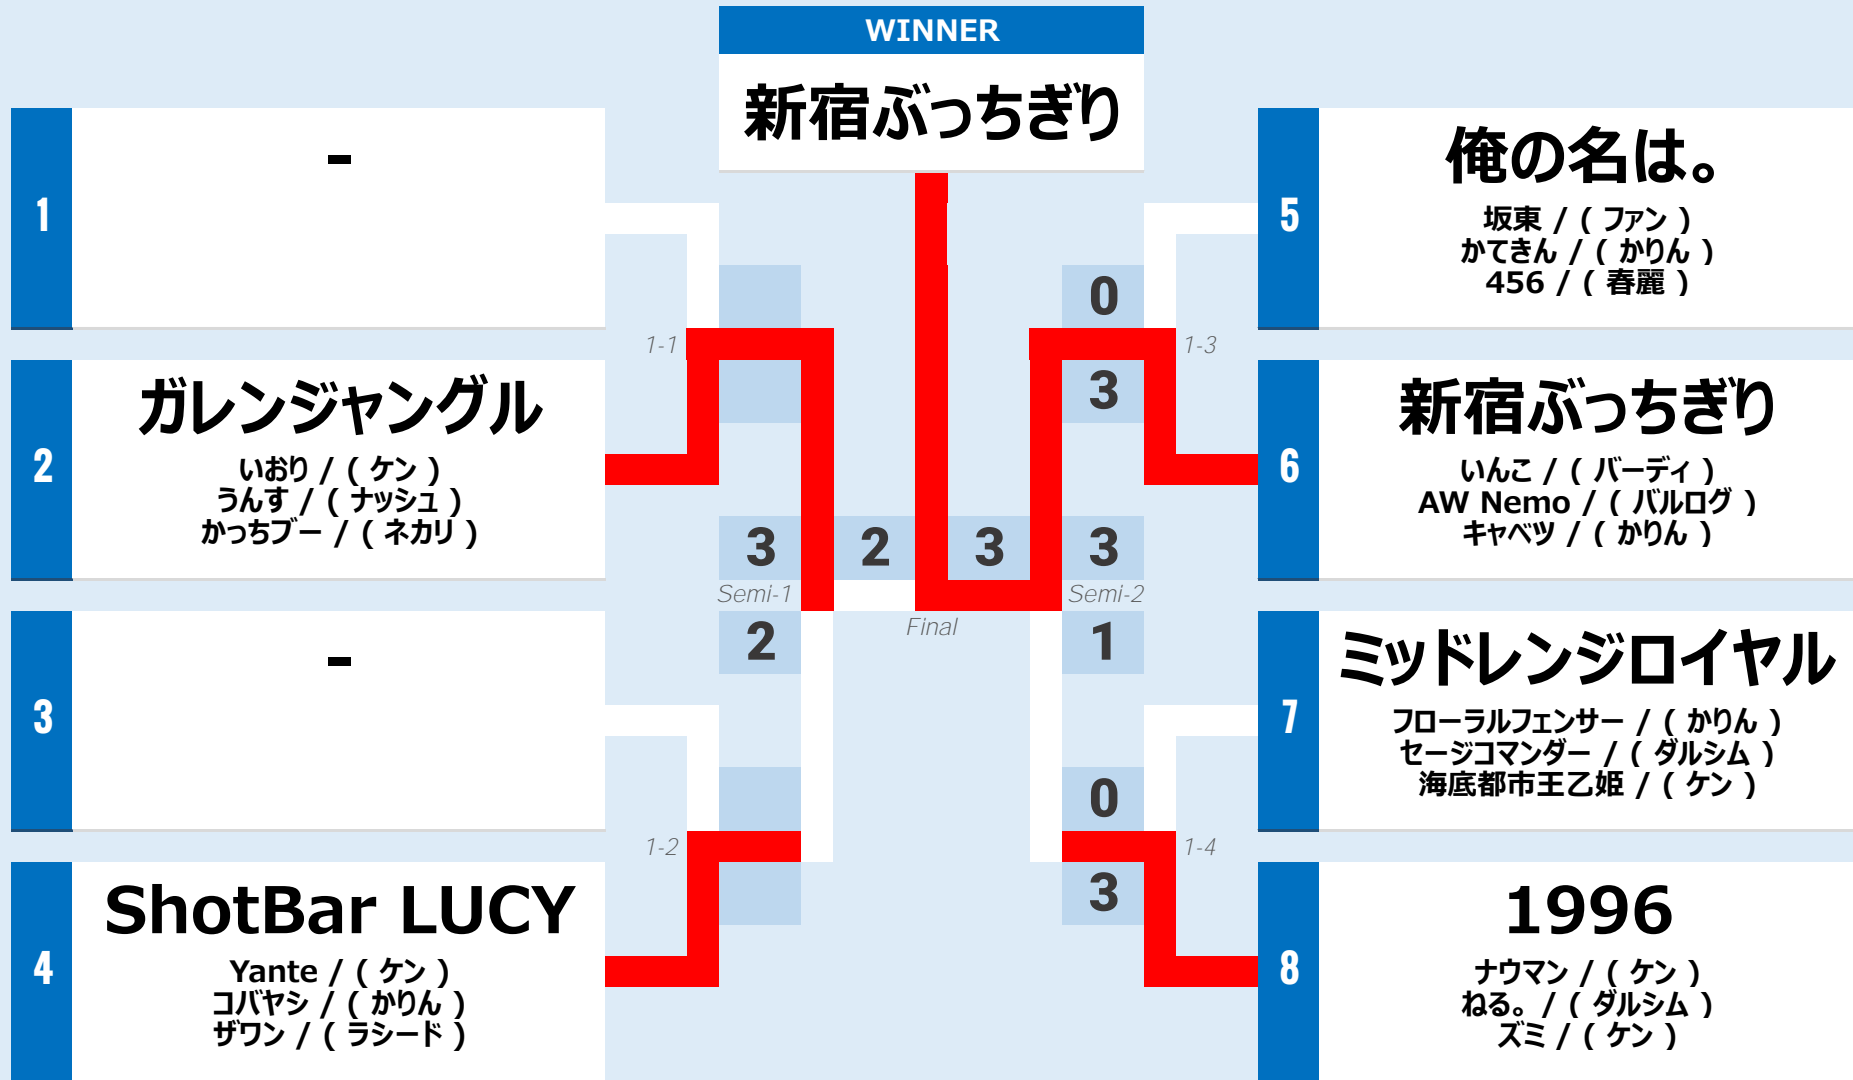 WINNER
新宿ぶっちぎり
1
-
2
ガレンジャングル
いおり / ( ケン )
うんす / ( ナッシュ )
かっちブー / ( ネカリ )
3
-
4
ShotBar LUCY
Yante / ( ケン )
コバヤシ / ( かりん )
ザワン / ( ラシード )
1-1
3
Semi-1
2
1-2
2
3
Final
0
1-3
3
3
Semi-2
1
0
1-4
3
5
俺の名は。
坂東 / ( ファン )
かてきん / ( かりん )
456 / ( 春麗 )
6
新宿ぶっちぎり
いんこ / ( バーディ )
AW Nemo / ( バルログ )
キャベツ / ( かりん )
7
ミッドレンジロイヤル
フローラルフェンサー / ( かりん )
セージコマンダー / ( ダルシム )
海底都市王乙姫 / ( ケン )
8
1996
ナウマン / ( ケン )
ねる。 / ( ダルシム )
ズミ / ( ケン )